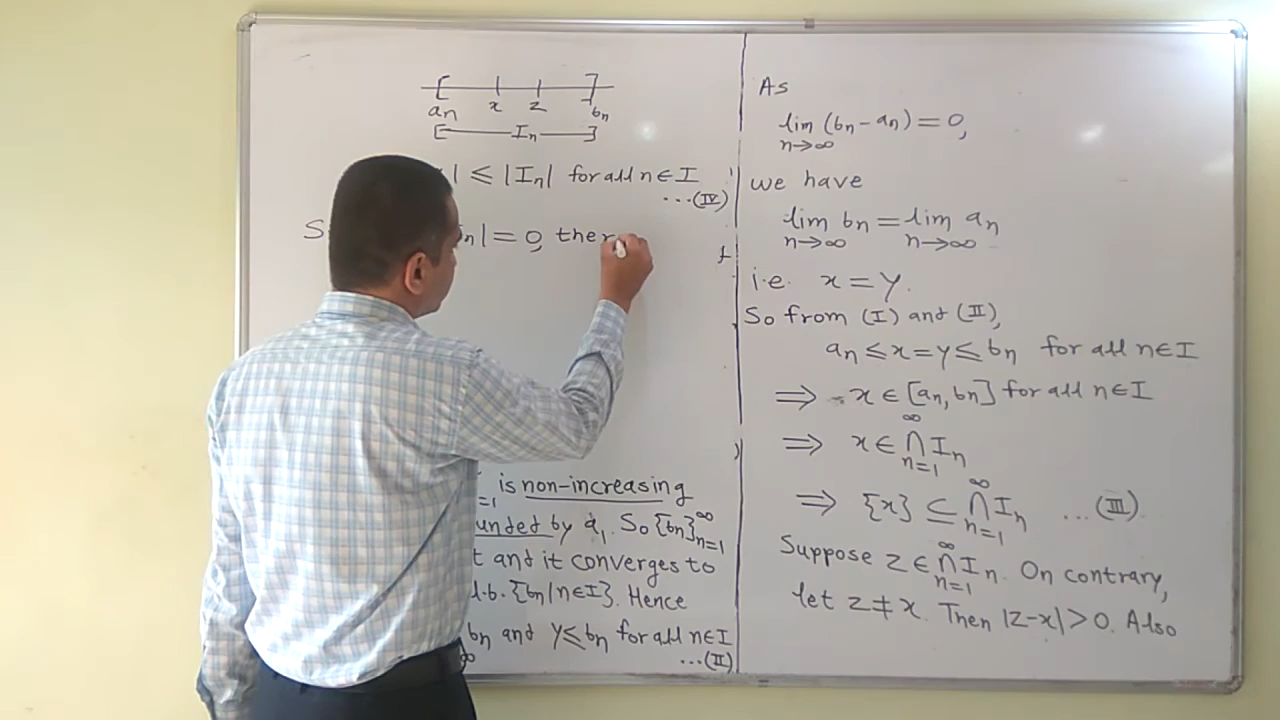 [ ]
aₙ x z bₙ
[ Iₙ ]
| ≤ |Iₙ| for all n ∈ I
...(IV)
S |= 0, ther
=1 is non-increasing
by a₁. So {bₙ}∞ n=1
and it converges to
{bₙ | n ∈ I}. Hence
bₙ and y ≤ bₙ for all n ∈ I
∞ ...(II)
As
lim n→∞ (bₙ - aₙ) = 0,
we have
lim n→∞ bₙ = lim n→∞ aₙ
i.e. x = y.
So from (I) and (II),
aₙ ≤ x = y ≤ bₙ for all n ∈ I
⟹ x ∈ [aₙ, bₙ] for all n ∈ I
⟹ x ∈ ∞ ∩ n=1 Iₙ
⟹ {x} ⊆ ∞ ∩ n=1 Iₙ ...(III)
Suppose z ∈ ∞ ∩ n=1 Iₙ. On contrary,
let z ≠ x. Then |z-x| > 0. Also